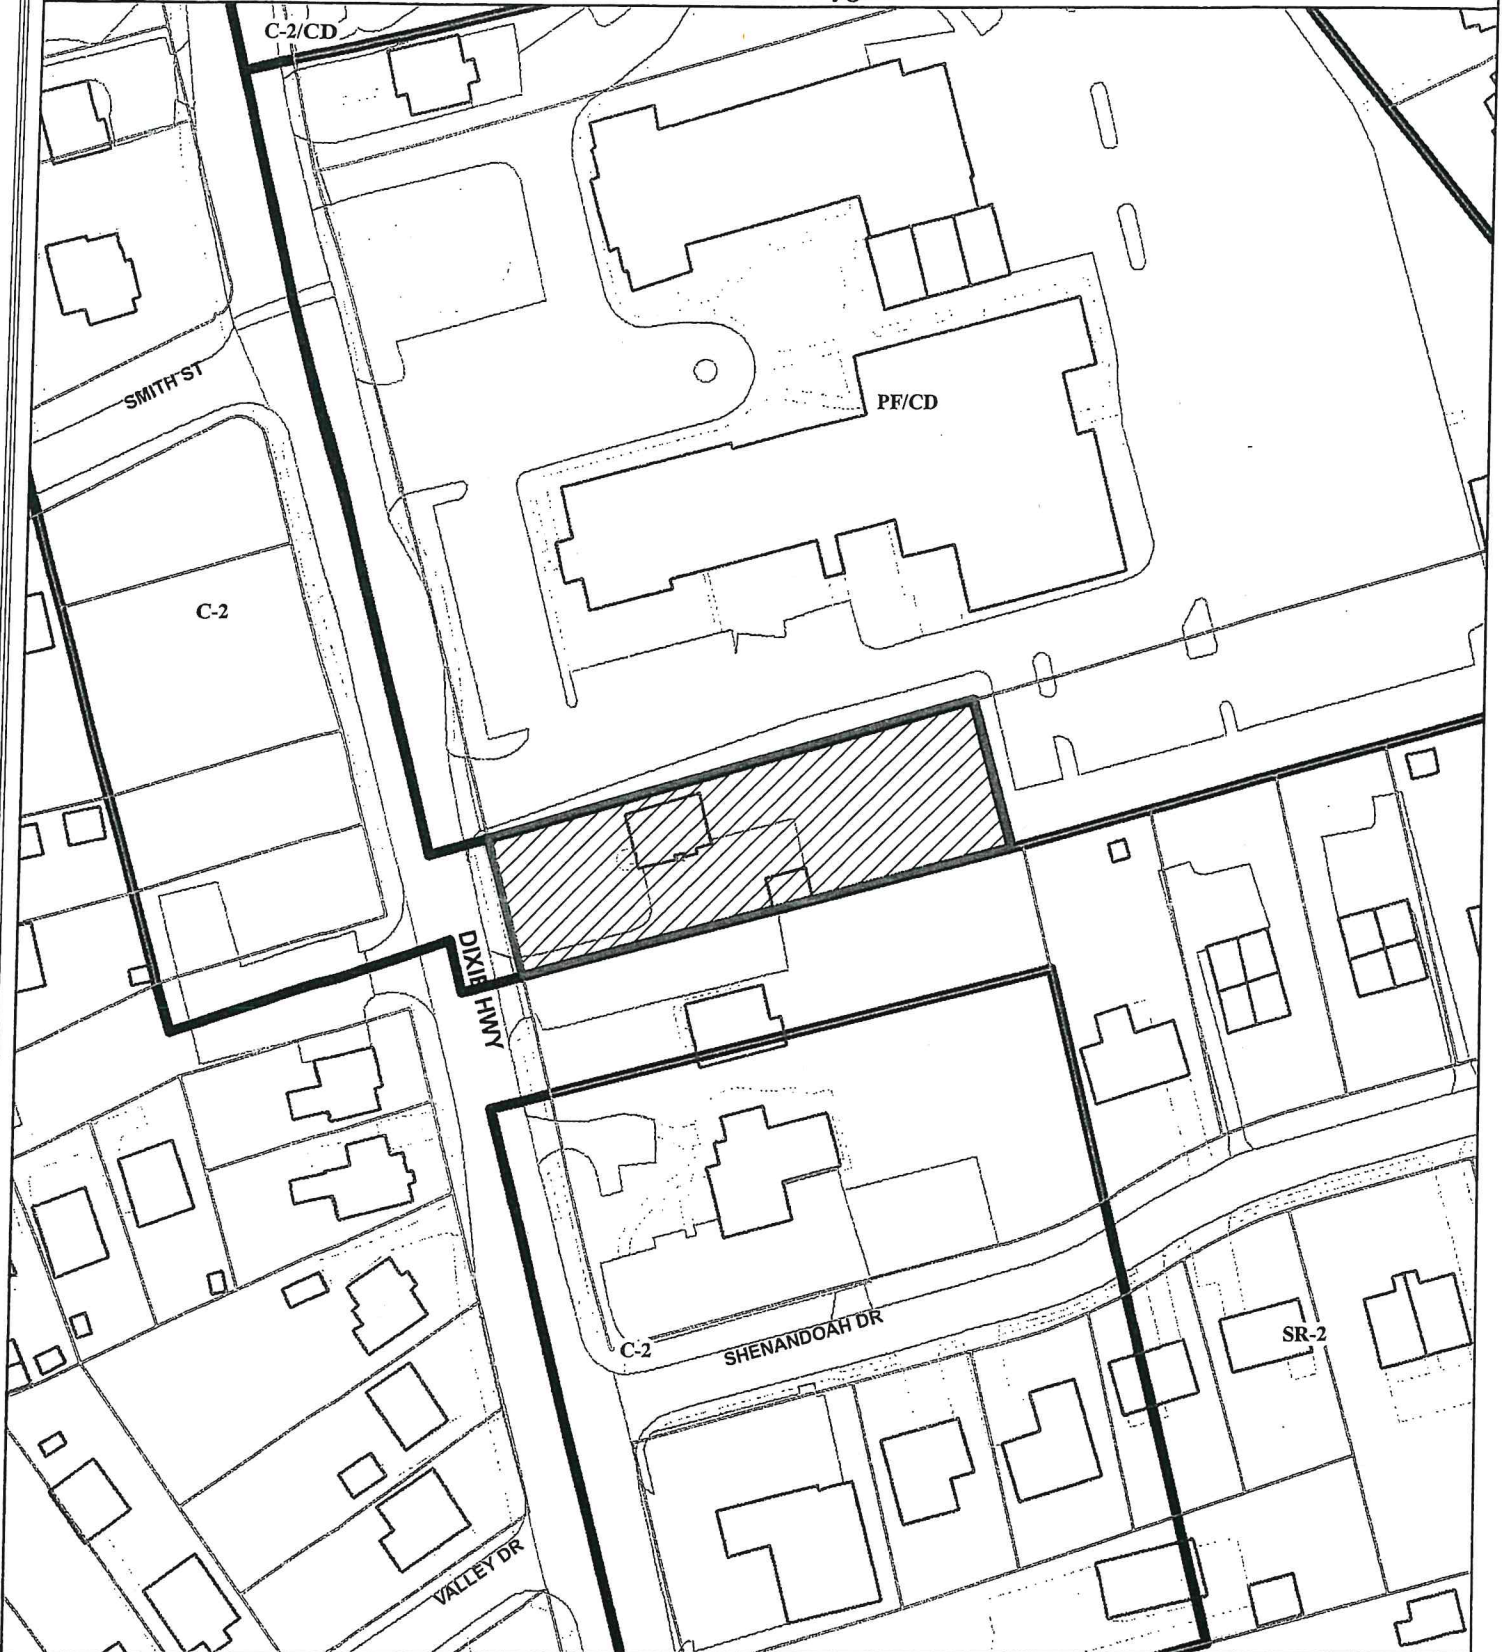 C-2/CD
SMITH ST
PF/CD
C-2
DIXIE HWY
C-2
SHENANDOAH DR
SR-2
VALLEY DR